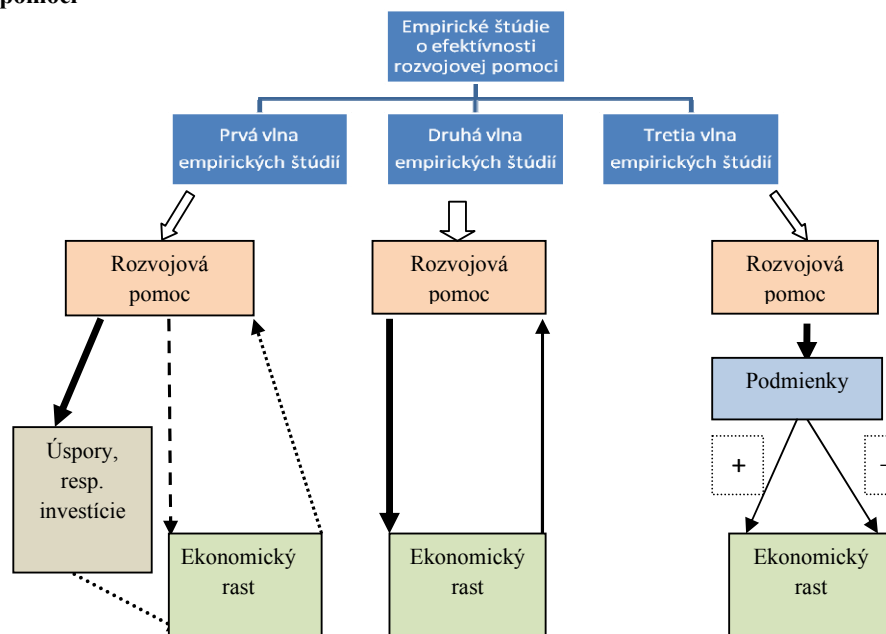 pomoci
Empirické štúdie
o efektívnosti
rozvojovej pomoci
Prvá vlna
empirických štúdií
Druhá vlna
empirických štúdií
Tretia vlna
empirických štúdií
Rozvojová
pomoc
Rozvojová
pomoc
Rozvojová
pomoc
Podmienky
Úspory,
resp.
investície
+
Ekonomický
rast
Ekonomický
rast
Ekonomický
rast